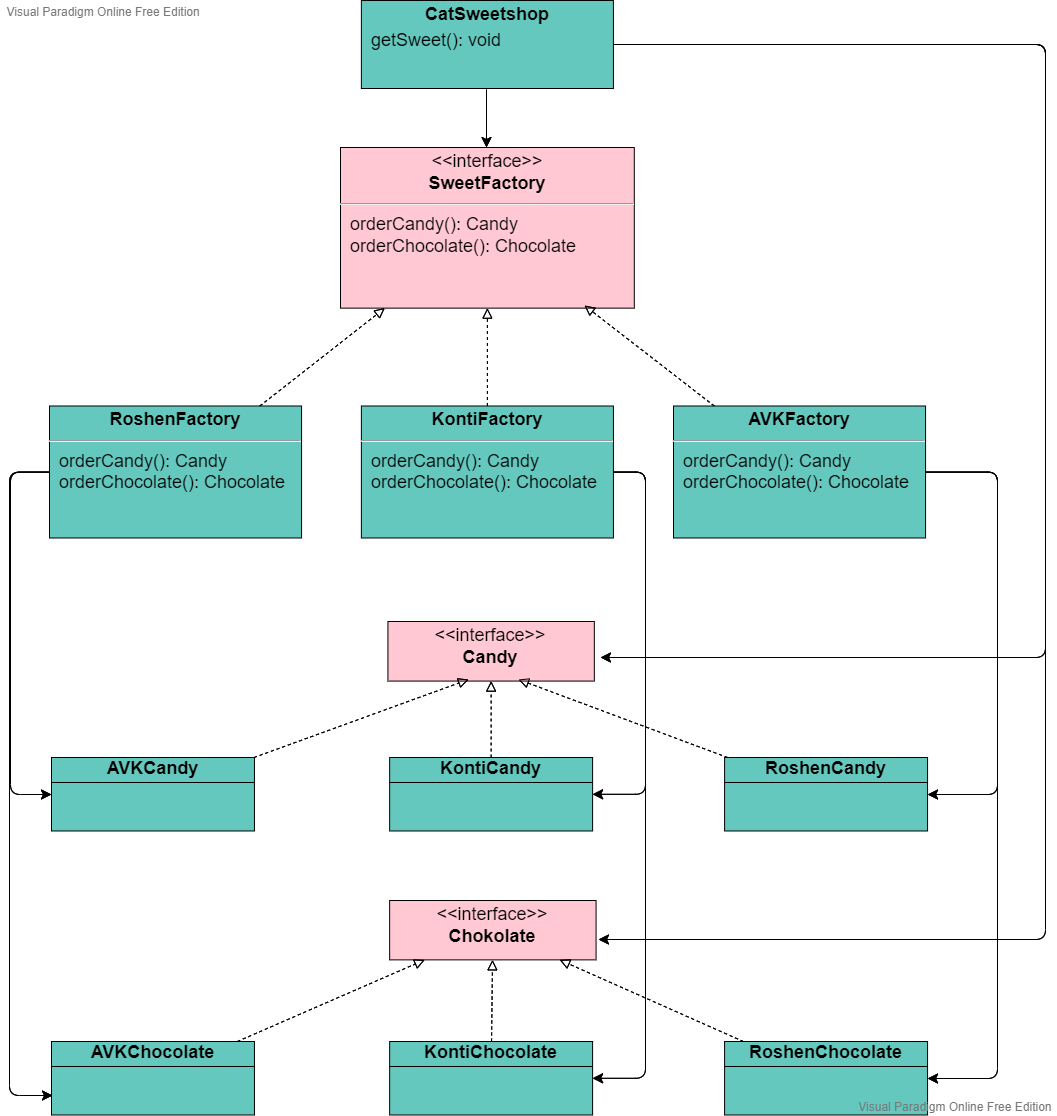 Visual Paradigm Online Free Edition
CatSweetshop
getSweet(): void
<<interface>>
SweetFactory
orderCandy(): Candy
orderChocolate(): Chocolate
RoshenFactory
orderCandy(): Candy
orderChocolate(): Chocolate
KontiFactory
orderCandy(): Candy
orderChocolate(): Chocolate
AVKFactory
orderCandy(): Candy
orderChocolate(): Chocolate
<<interface>>
Candy
AVKCandy
KontiCandy
RoshenCandy
<<interface>>
Chokolate
AVKChocolate
KontiChocolate
RoshenChocolate
Visual Paradigm Online Free Edition